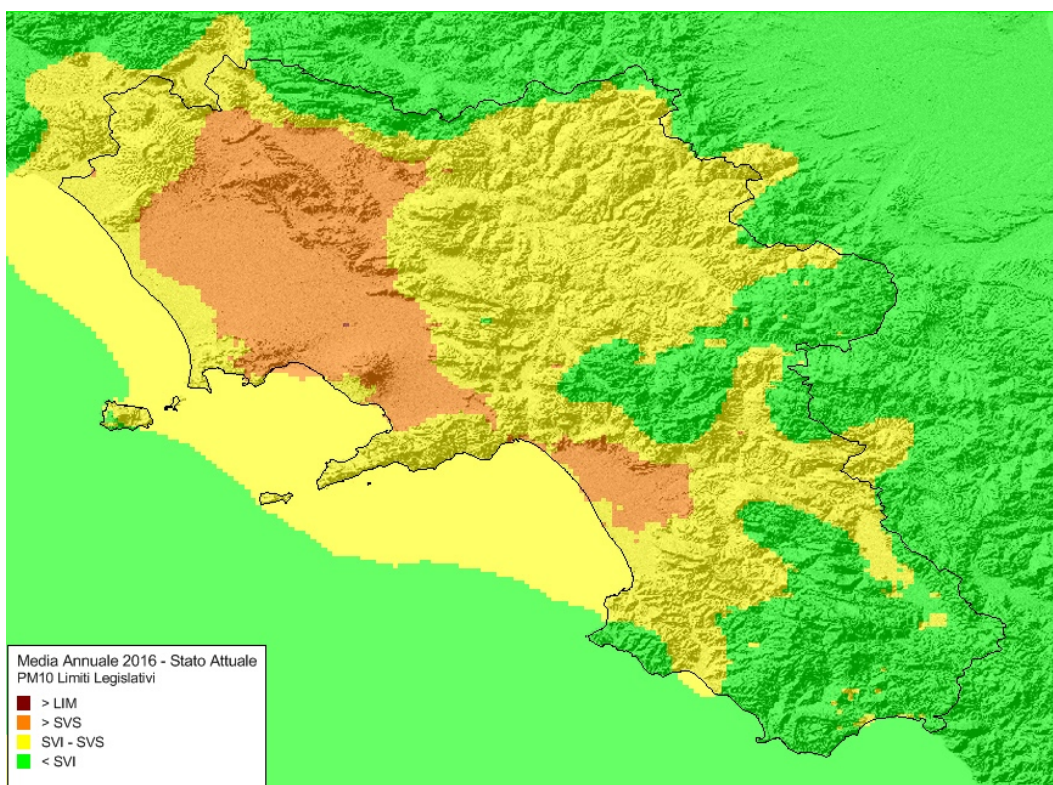 Media Annuale 2016 - Stato Attuale
PM10 Limiti Legislativi
> LIM
> SVS
SVI - SVS
< SVI